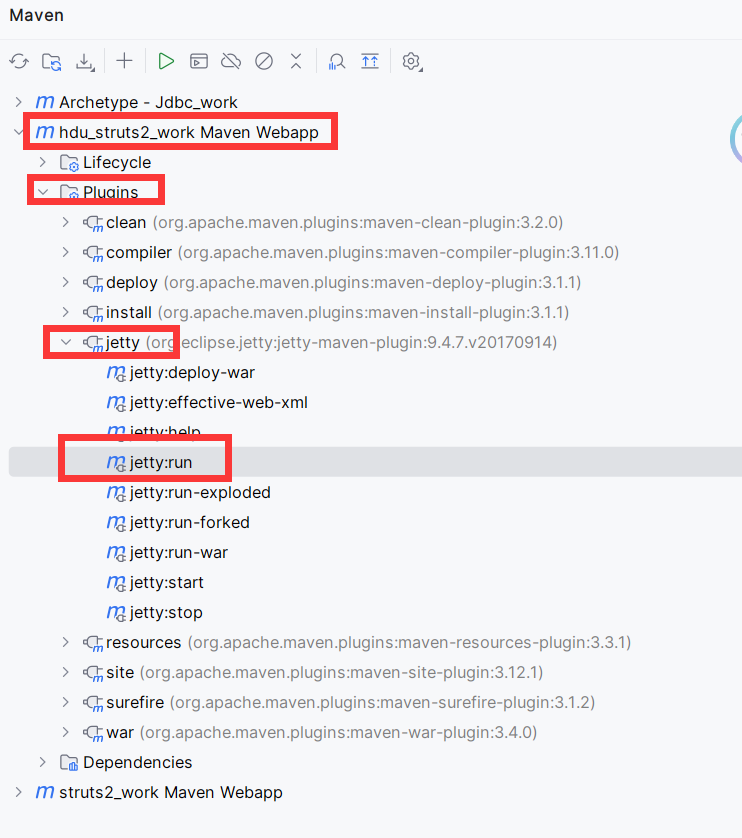 Maven
Archetype - Jdbc_work
hdu_struts2_work Maven Webapp
Lifecycle
Plugins
clean (org.apache.maven.plugins:maven-clean-plugin:3.2.0)
compiler (org.apache.maven.plugins:maven-compiler-plugin:3.11.0)
deploy (org.apache.maven.plugins:maven-deploy-plugin:3.1.1)
install (org.apache.maven.plugins:maven-install-plugin:3.1.1)
jetty (org.eclipse.jetty:jetty-maven-plugin:9.4.7.v20170914)
jetty:deploy-war
jetty:effective-web-xml
jetty:help
jetty:run
jetty:run-exploded
jetty:run-forked
jetty:run-war
jetty:start
jetty:stop
resources (org.apache.maven.plugins:maven-resources-plugin:3.3.1)
site (org.apache.maven.plugins:maven-site-plugin:3.12.1)
surefire (org.apache.maven.plugins:maven-surefire-plugin:3.1.2)
war (org.apache.maven.plugins:maven-war-plugin:3.4.0)
Dependencies
struts2_work Maven Webapp